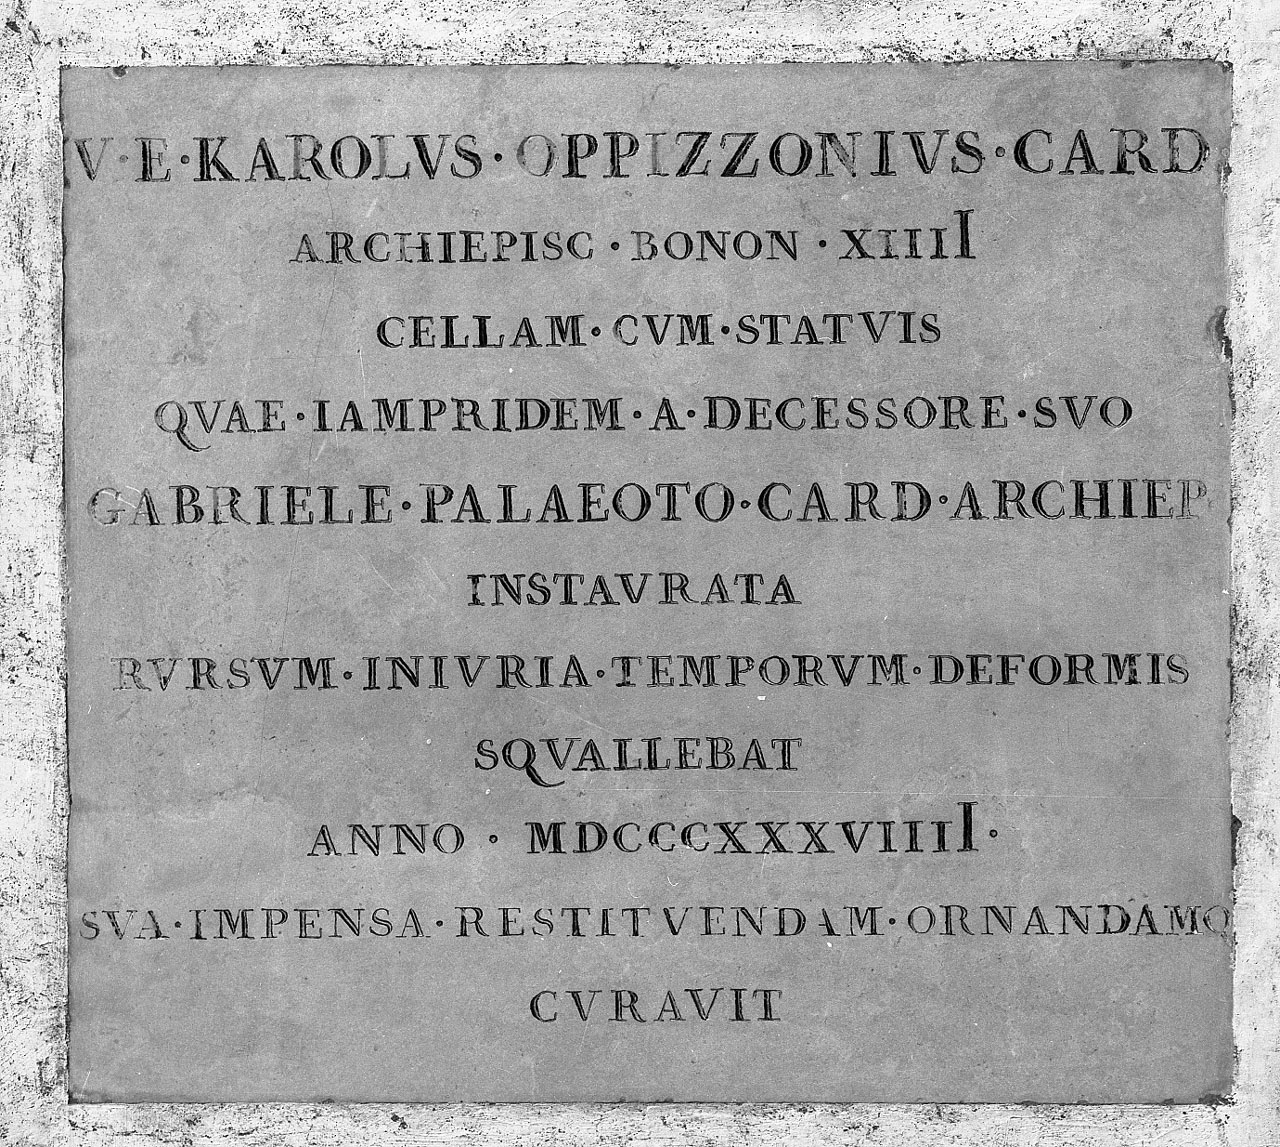 V·E·KAROLVS·OPPIZZONIVS·CARD
ARCHIEPISC·BONON·XIIII
CELLAM·CVM·STATVIS
QVAE·IAMPRIDEM·A·DECESSORE·SVO
GABRIELE·PALAEOTO·CARD·ARCHIEP·
INSTAVRATA
RVRSVM·INIVRIA·TEMPORVM·DEFORMIS
SQVALLEBAT
ANNO·MDCCCXXXVIIII·
SVA·IMPENSA·RESTITVENDAM·ORNANDAMQ
CVRAVIT